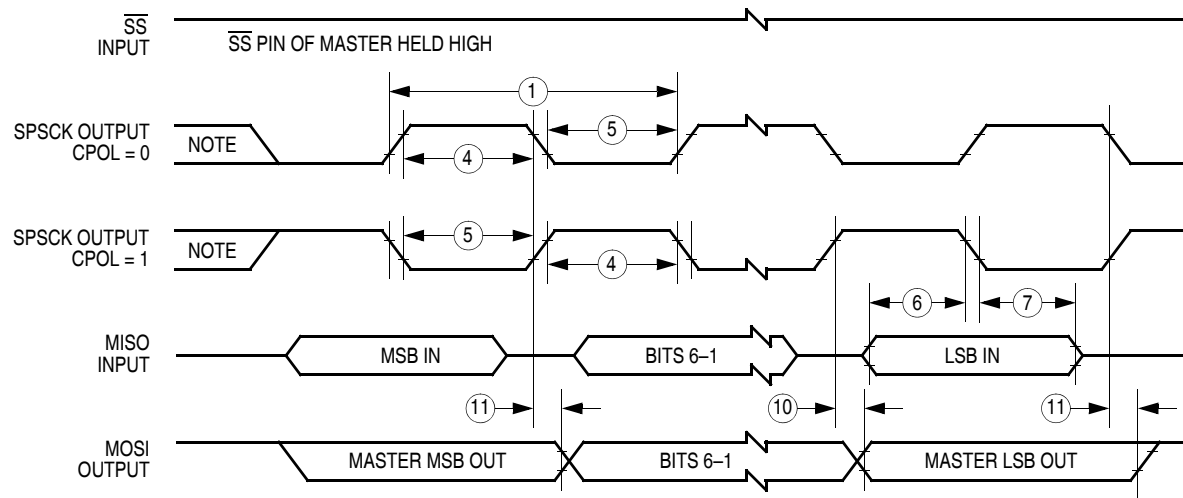 S̅S̅
INPUT
S̅S̅ PIN OF MASTER HELD HIGH
1
SPSCK OUTPUT
CPOL = 0
NOTE
5
4
SPSCK OUTPUT
CPOL = 1
NOTE
5
4
6
7
MISO
INPUT
MSB IN
BITS 6–1
LSB IN
11
10
11
MOSI
OUTPUT
MASTER MSB OUT
BITS 6–1
MASTER LSB OUT